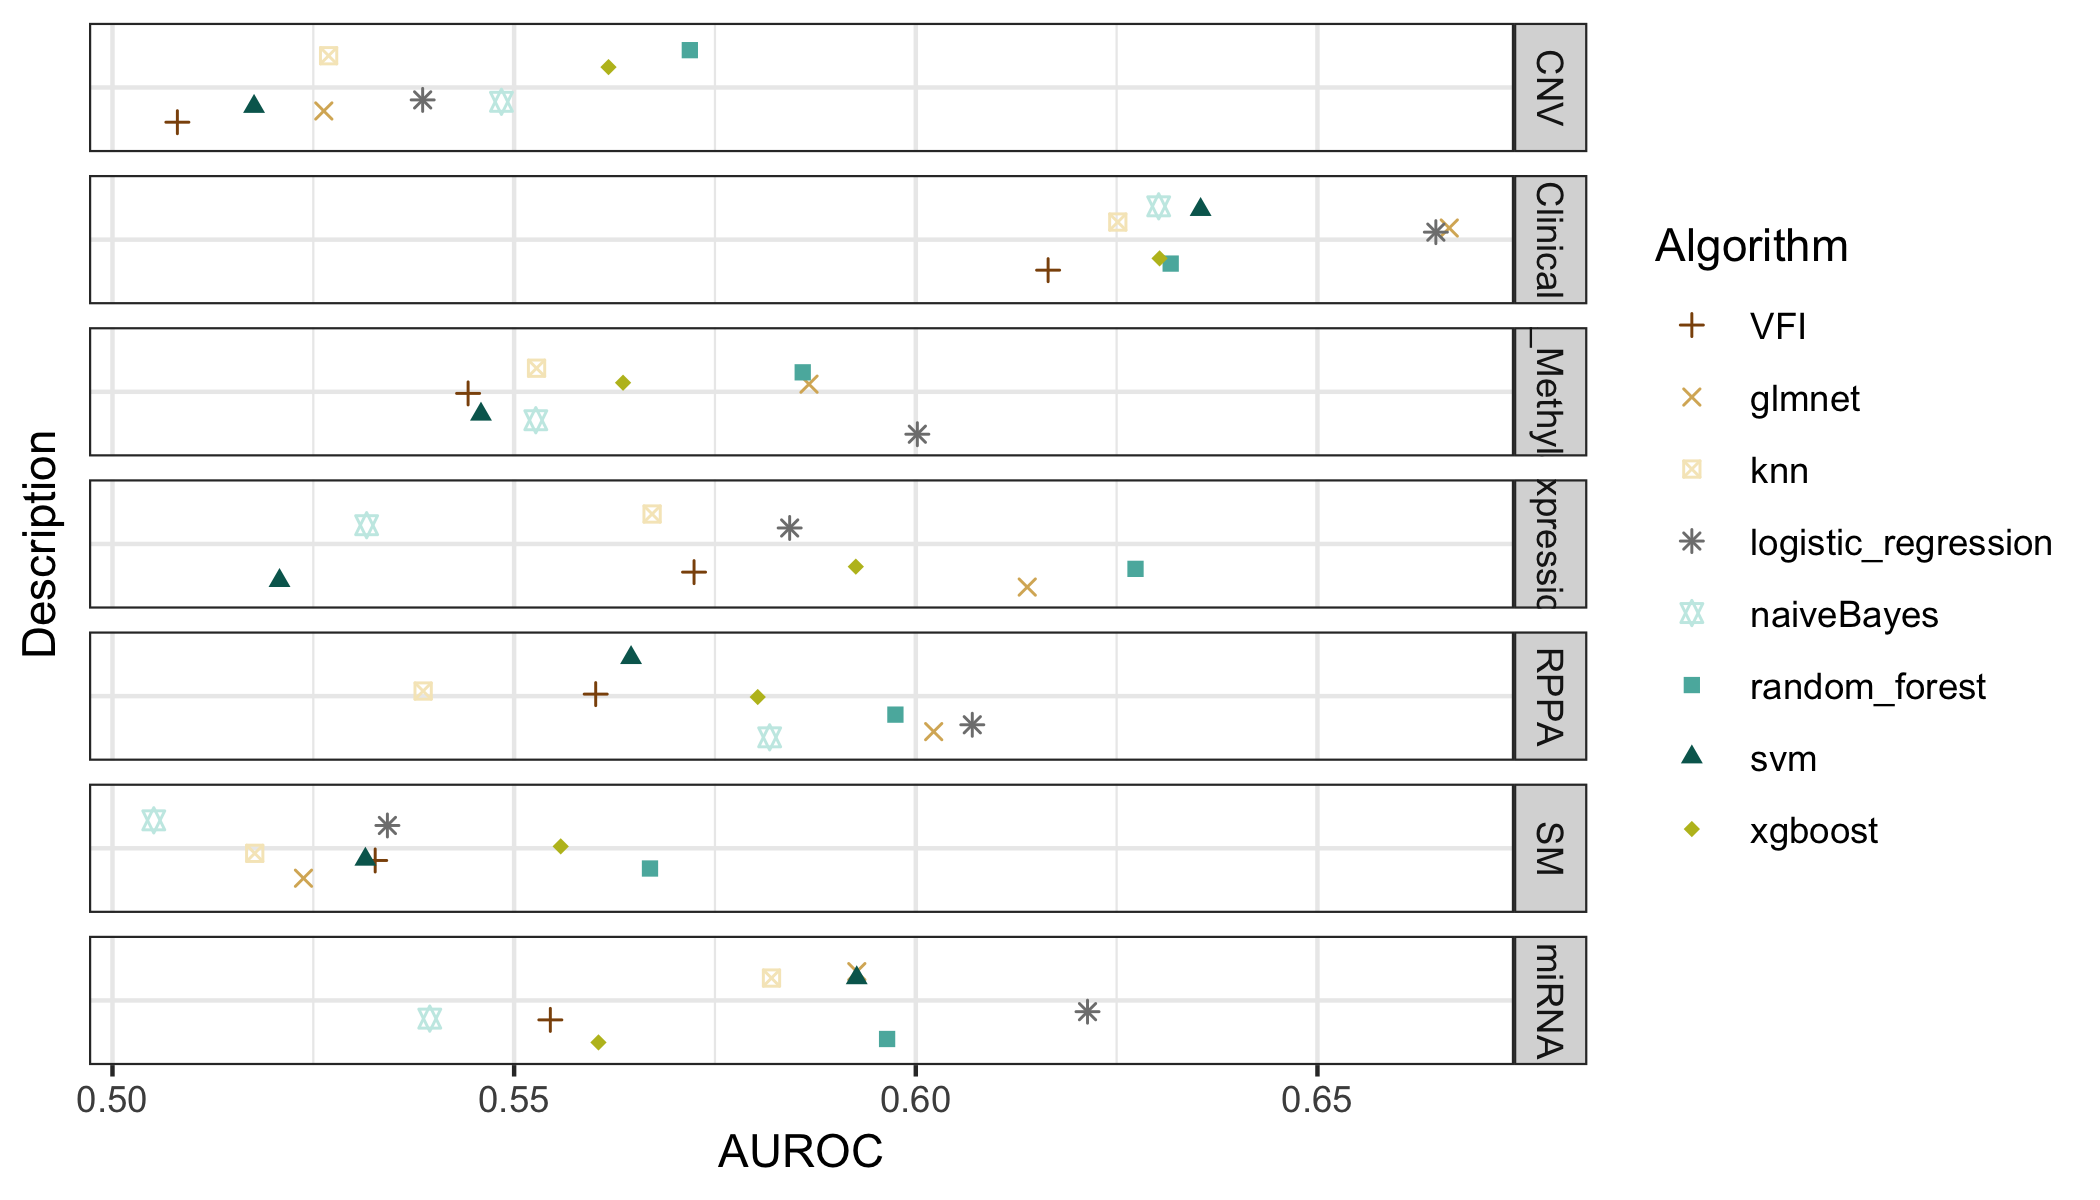 CNV
Clinical
_Methyl
xpressio
RPPA
SM
miRNA
Description
0.50 0.55 0.60 0.65
AUROC
Algorithm
VFI
glmnet
knn
logistic_regression
naiveBayes
random_forest
svm
xgboost